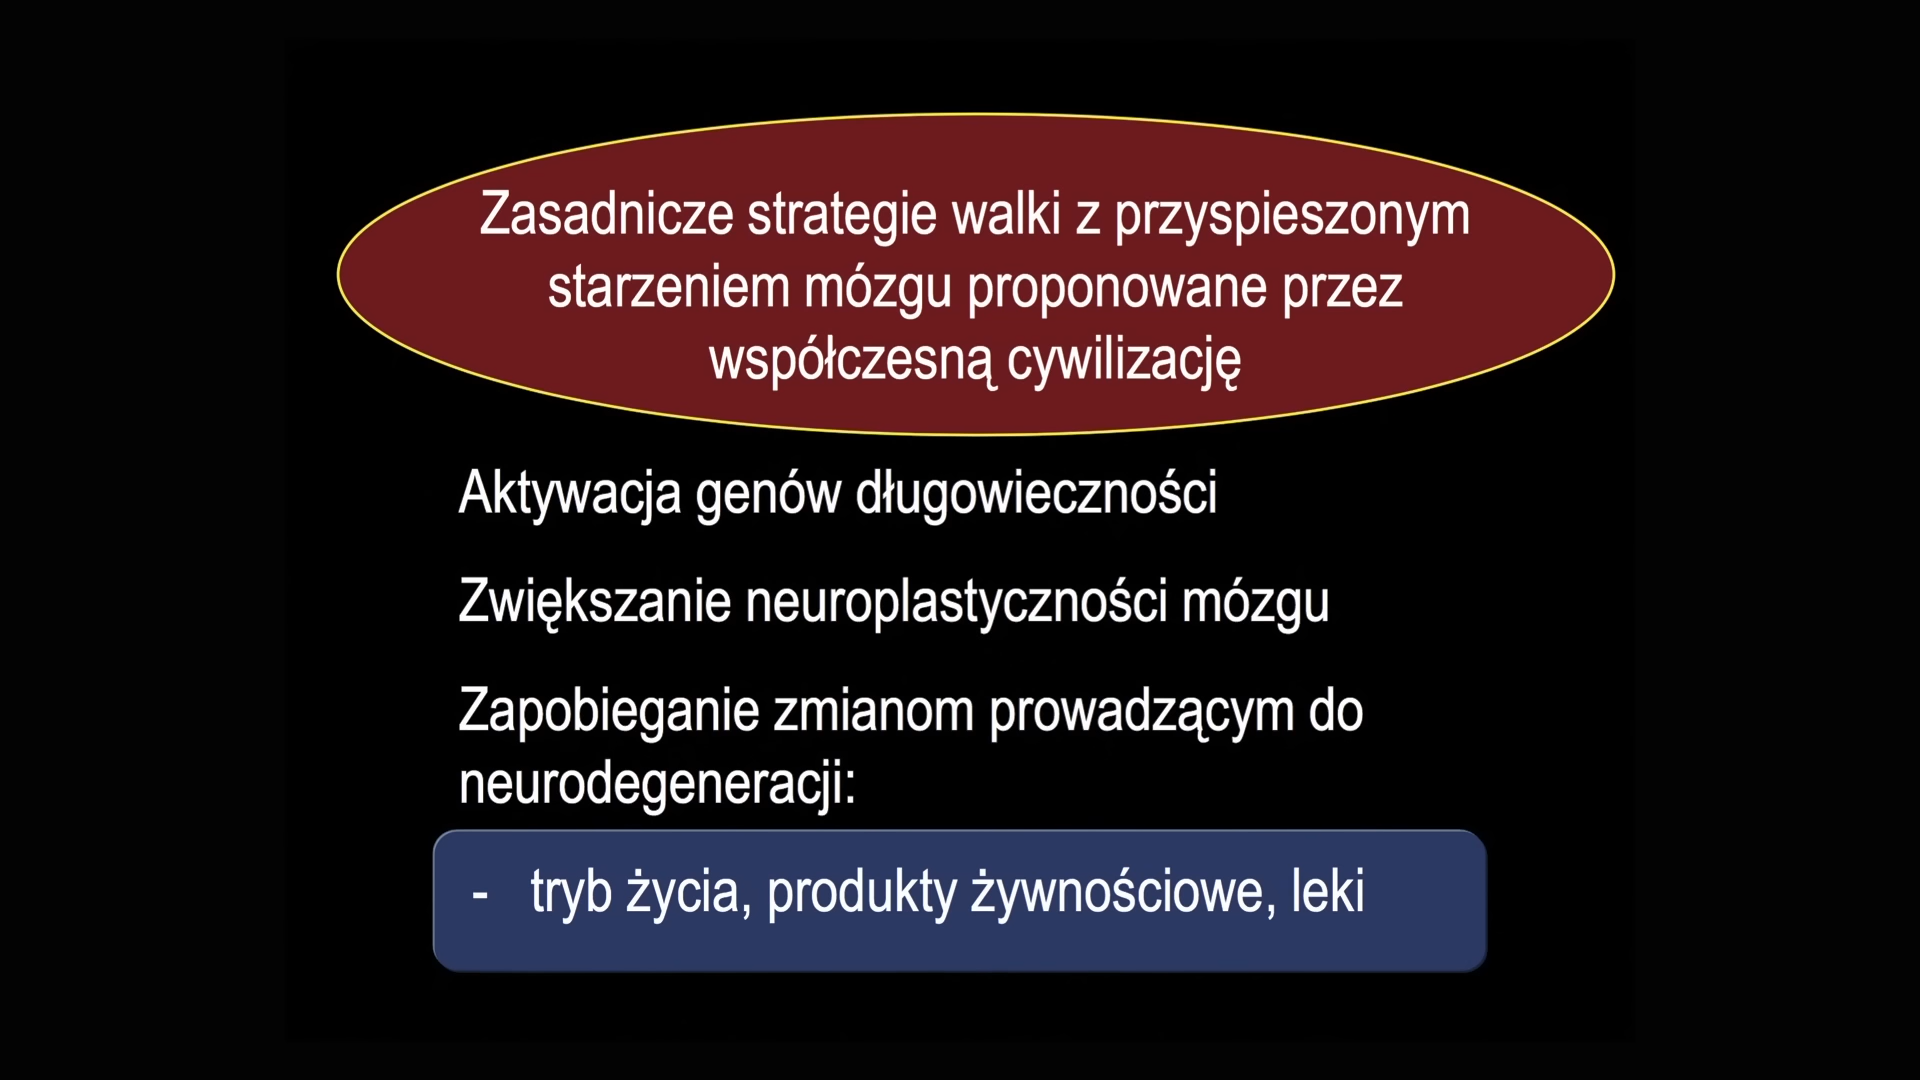 Zasadnicze strategie walki z przyspieszonym
starzeniem mózgu proponowane przez
współczesną cywilizację
Aktywacja genów długowieczności
Zwiększanie neuroplastyczności mózgu
Zapobieganie zmianom prowadzącym do
neurodegeneracji:
- tryb życia, produkty żywnościowe, leki